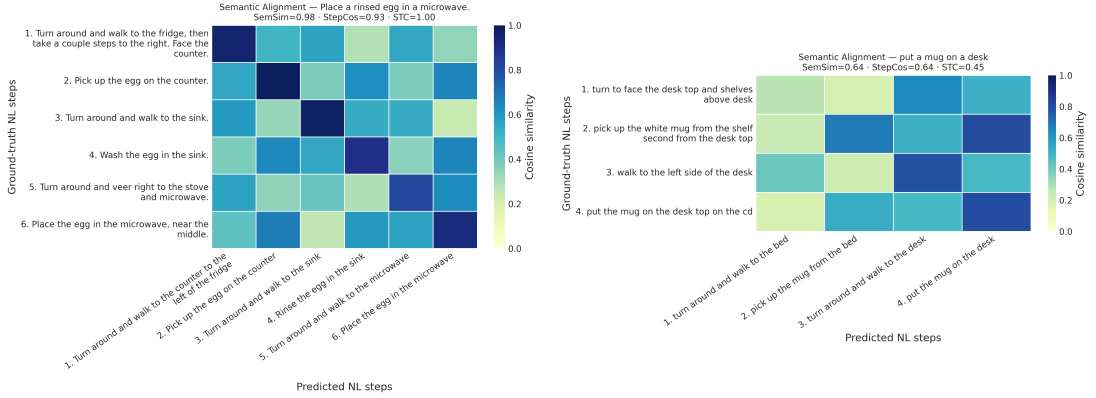 Semantic Alignment — Place a rinsed egg in a microwave.
SemSim=0.98 · StepCos=0.93 · STC=1.00
Ground-truth NL steps
1. Turn around and walk to the fridge, then
take a couple steps to the right. Face the
counter.
2. Pick up the egg on the counter.
3. Turn around and walk to the sink.
4. Wash the egg in the sink.
5. Turn around and veer right to the stove
and microwave.
6. Place the egg in the microwave, near the
middle.
1. Turn around and walk to the counter to the
left of the fridge
2. Pick up the egg on the counter
3. Turn around and walk to the sink
4. Rinse the egg in the sink
5. Turn around and walk to the microwave
6. Place the egg in the microwave
Predicted NL steps
1.0
0.8
0.6
0.4
0.2
0.0
Cosine similarity
Semantic Alignment — put a mug on a desk
SemSim=0.64 · StepCos=0.64 · STC=0.45
Ground-truth NL steps
1. turn to face the desk top and shelves
above desk
2. pick up the white mug from the shelf
second from the desk top
3. walk to the left side of the desk
4. put the mug on the desk top on the cd
1. turn around and walk to the bed
2. pick up the mug from the bed
3. turn around and walk to the desk
4. put the mug on the desk
Predicted NL steps
1.0
0.8
0.6
0.4
0.2
0.0
Cosine similarity